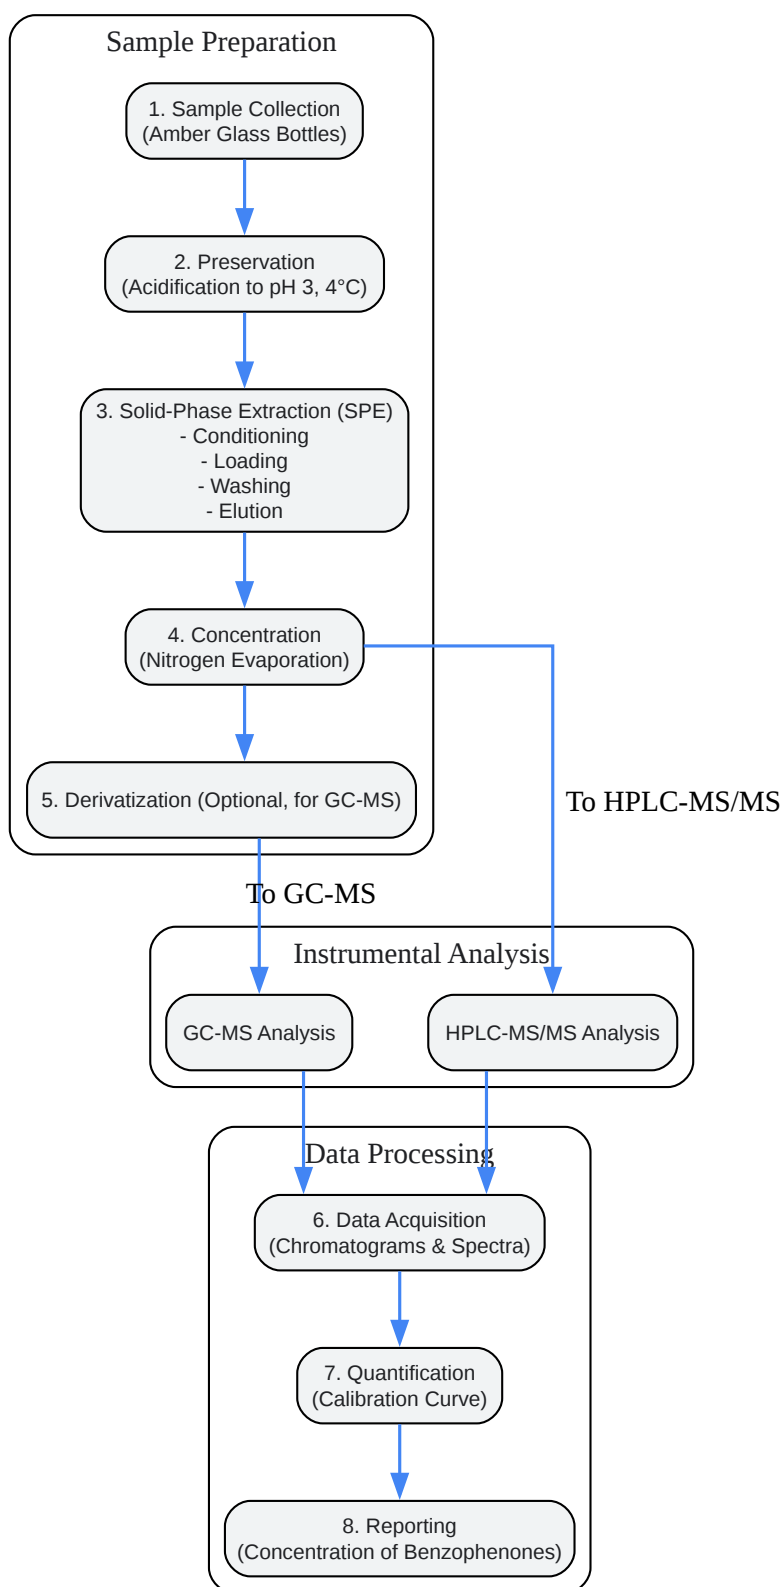 Sample Preparation
1. Sample Collection
(Amber Glass Bottles)
2. Preservation
(Acidification to pH 3, 4°C)
3. Solid-Phase Extraction (SPE)
- Conditioning
- Loading
- Washing
- Elution
4. Concentration
(Nitrogen Evaporation)
5. Derivatization (Optional, for GC-MS)
To HPLC-MS/MS
To GC-MS
Instrumental Analysis
GC-MS Analysis
HPLC-MS/MS Analysis
Data Processing
6. Data Acquisition
(Chromatograms & Spectra)
7. Quantification
(Calibration Curve)
8. Reporting
(Concentration of Benzophenones)